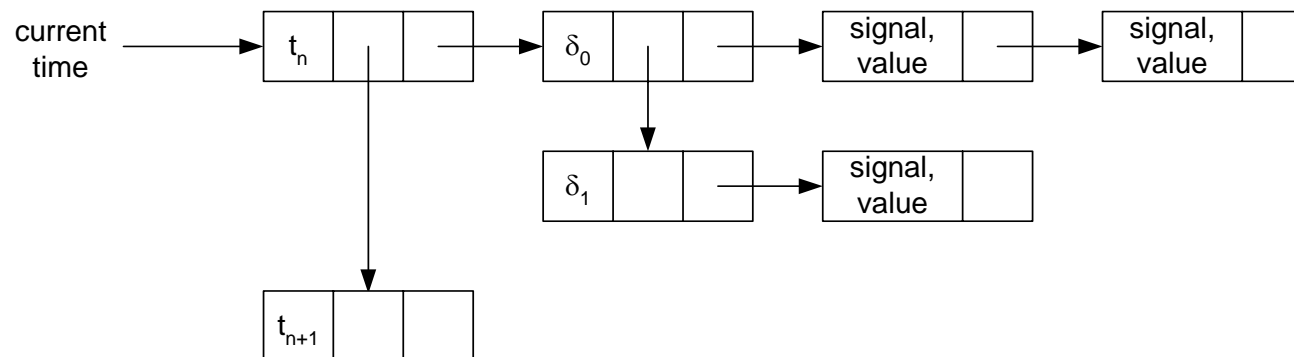 current
time
tₙ
δ₀
signal,
value
signal,
value
δ₁
signal,
value
tₙ₊₁